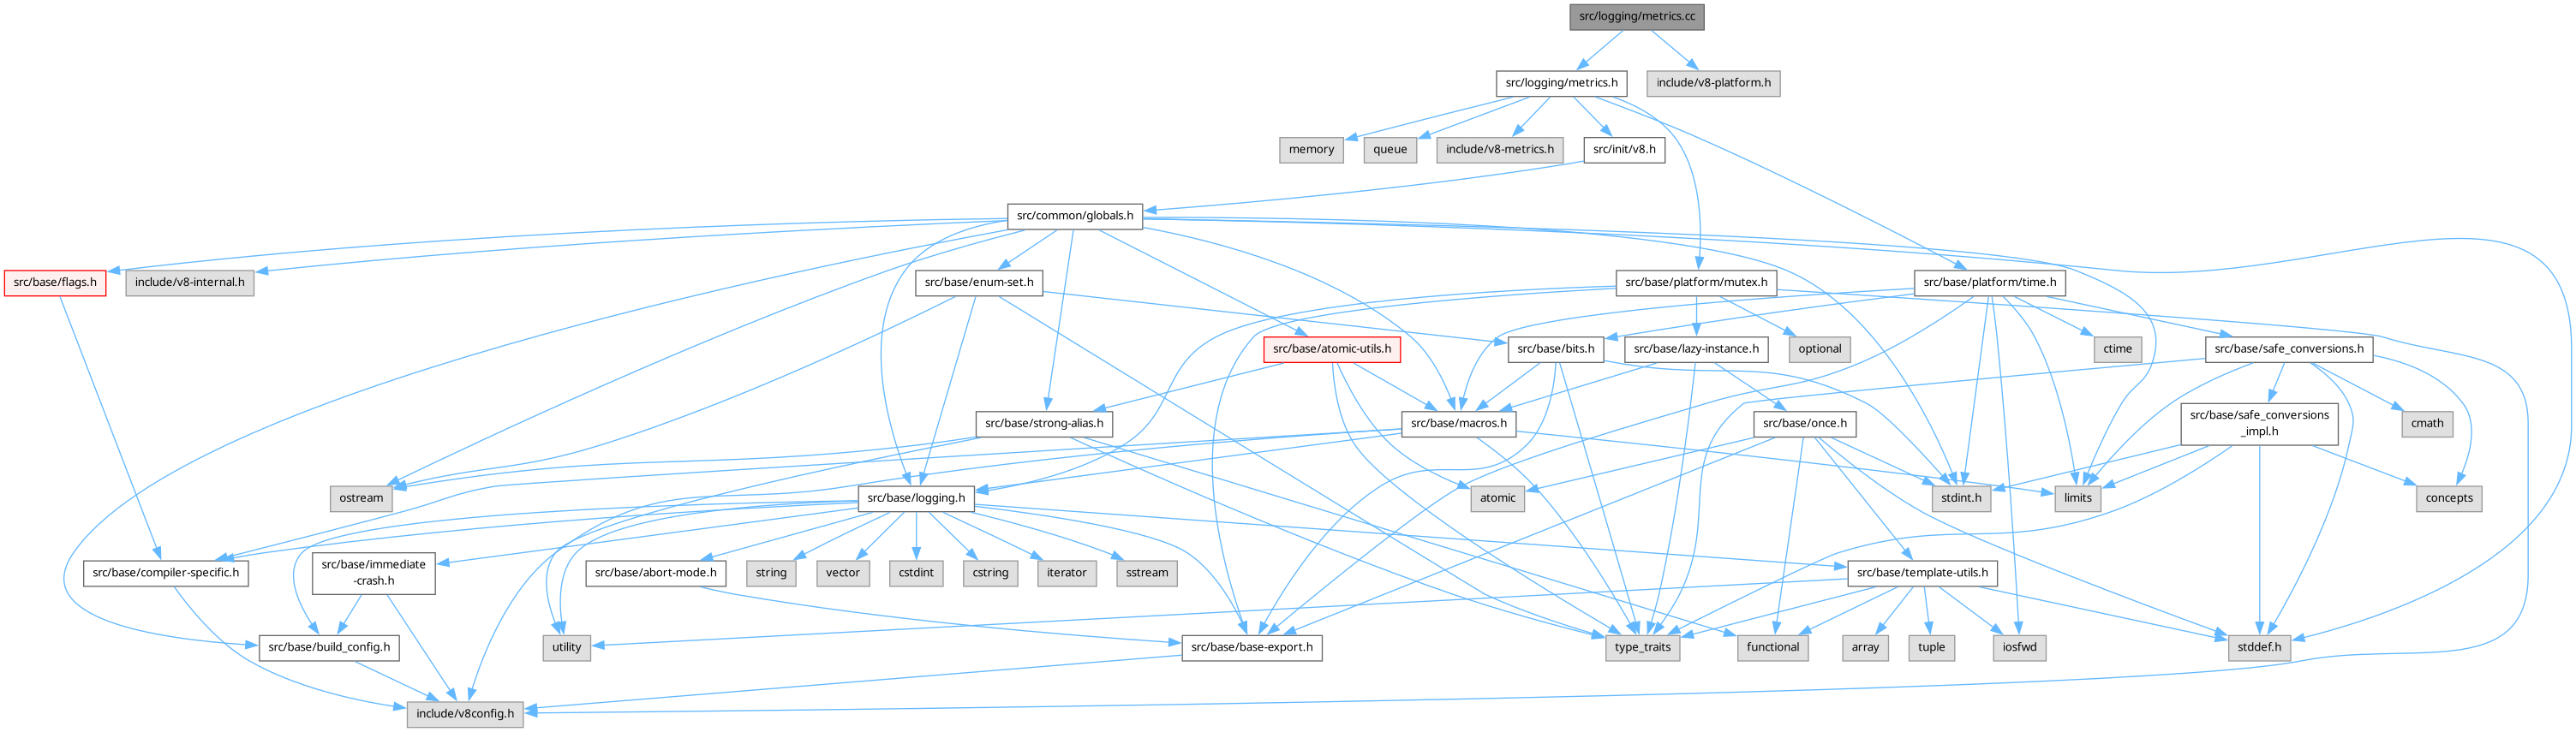 src/logging/metrics.cc
src/logging/metrics.h
include/v8-platform.h
memory
queue
include/v8-metrics.h
src/init/v8.h
src/common/globals.h
src/base/flags.h
include/v8-internal.h
src/base/enum-set.h
src/base/platform/mutex.h
src/base/platform/time.h
src/base/atomic-utils.h
src/base/bits.h
src/base/lazy-instance.h
optional
ctime
src/base/safe_conversions.h
src/base/strong-alias.h
src/base/macros.h
src/base/once.h
src/base/safe_conversions
_impl.h
cmath
ostream
src/base/logging.h
atomic
stdint.h
limits
concepts
src/base/compiler-specific.h
src/base/immediate
-crash.h
src/base/abort-mode.h
string
vector
cstdint
cstring
iterator
sstream
src/base/template-utils.h
src/base/build_config.h
utility
src/base/base-export.h
type_traits
functional
array
tuple
iosfwd
stddef.h
include/v8config.h